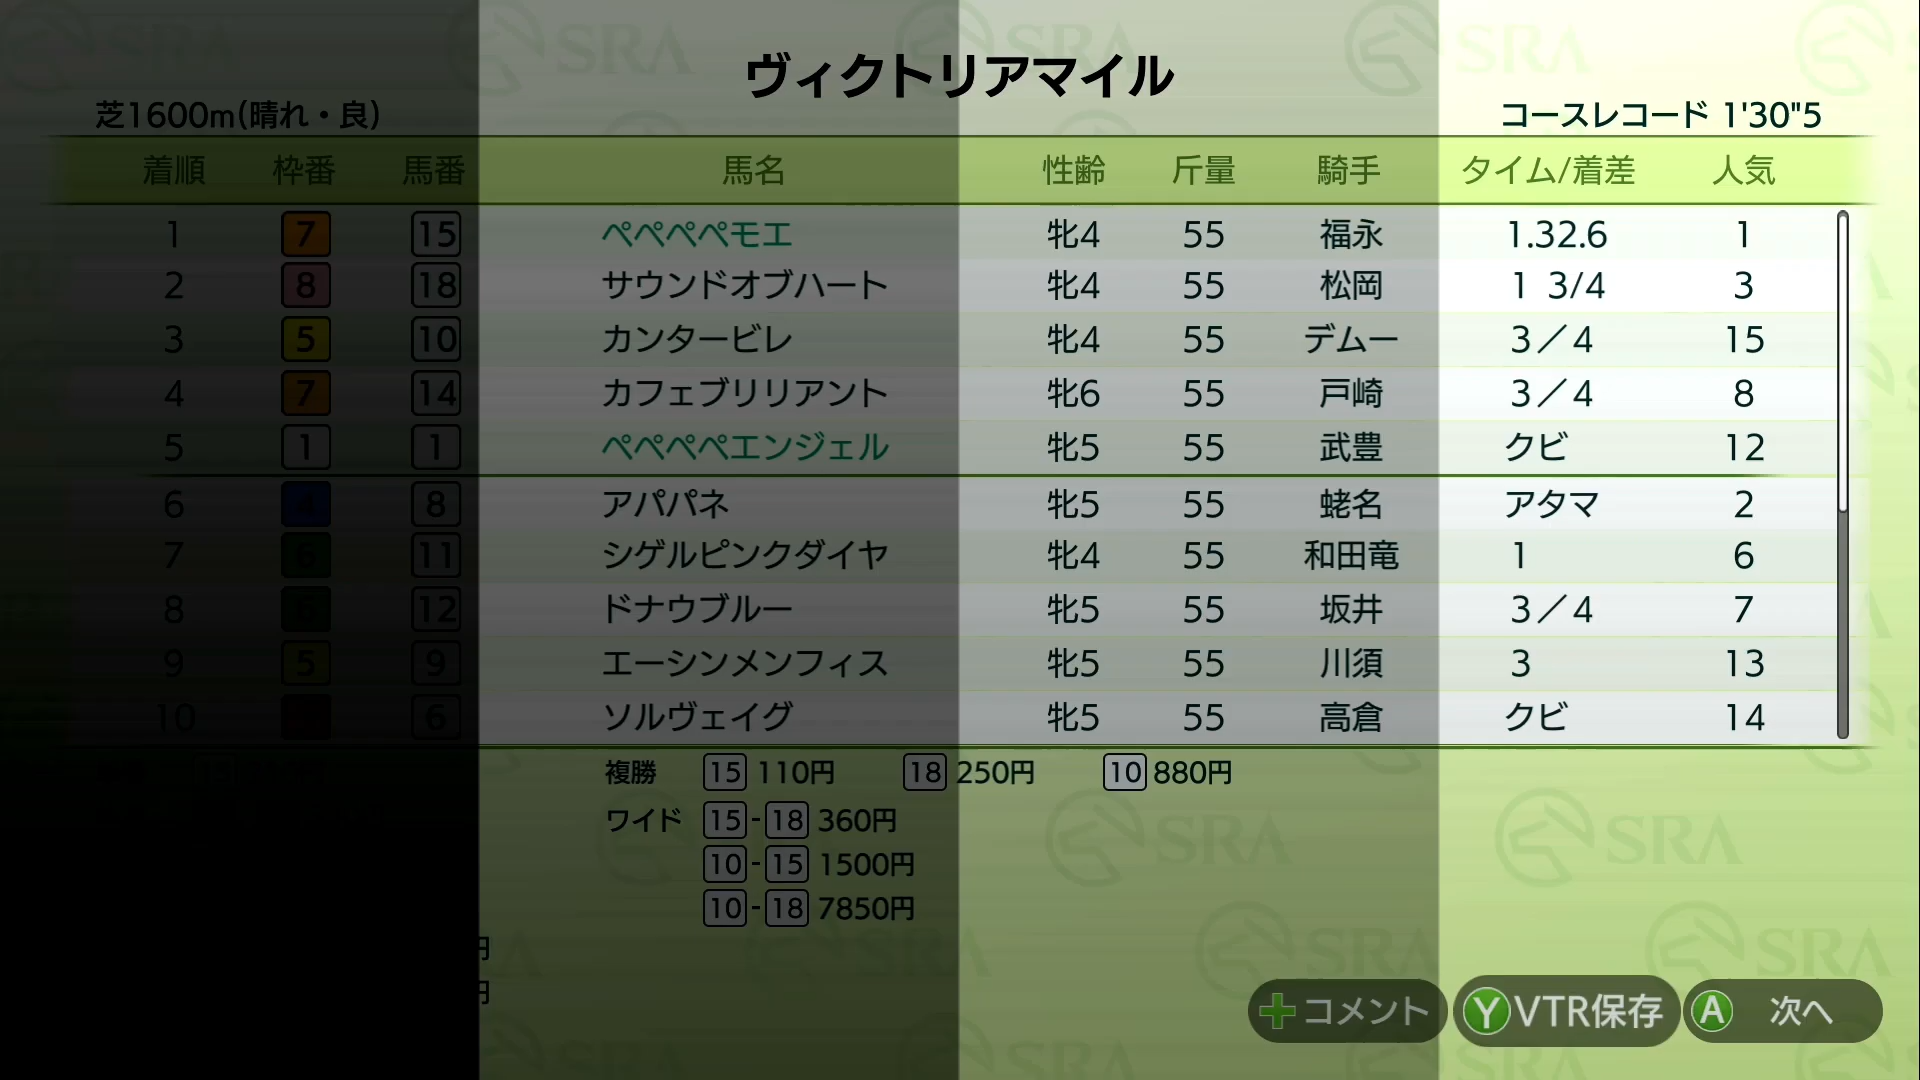 ヴィクトリアマイル
芝1600m(晴れ・良) コースレコード 1'30"5
着順 枠番 馬番 馬名 性齢 斤量 騎手 タイム/着差 人気
1 7 15 ペペペペモエ 牝4 55 福永 1.32.6 1
2 8 18 サウンドオブハート 牝4 55 松岡 1 3/4 3
3 5 10 カンタービレ 牝4 55 デムー 3／4 15
4 7 14 カフェブリリアント 牝6 55 戸崎 3／4 8
5 1 1 ペペペペエンジェル 牝5 55 武豊 クビ 12
6 4 8 アパパネ 牝5 55 蛯名 アタマ 2
7 6 11 シゲルピンクダイヤ 牝4 55 和田竜 1 6
8 6 12 ドナウブルー 牝5 55 坂井 3／4 7
9 5 9 エーシンメンフィス 牝5 55 川須 3 13
10 6 ソルヴェイグ 牝5 55 高倉 クビ 14
複勝 15 110円 18 250円 10 880円
ワイド 15-18 360円
10-15 1500円
10-18 7850円
円
円
コメント Y VTR保存 A 次へ
SRA